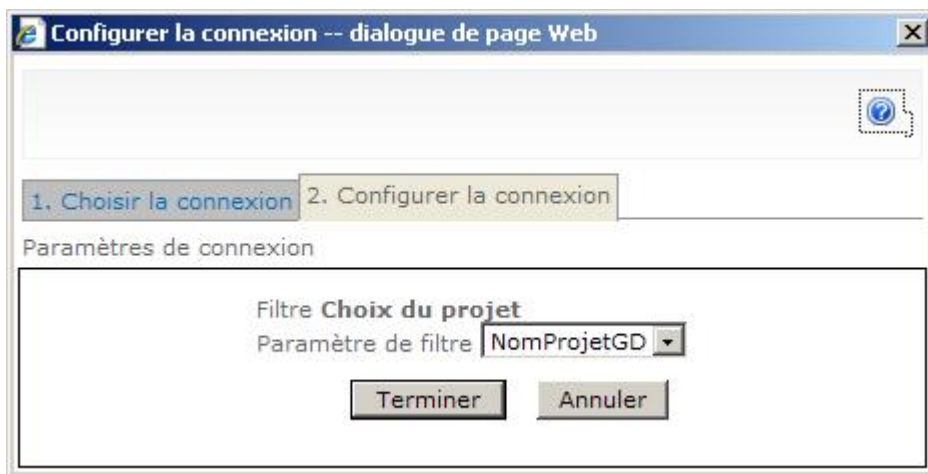 Configurer la connexion -- dialogue de page Web
1. Choisir la connexion 2. Configurer la connexion
Paramètres de connexion
Filtre Choix du projet
Paramètre de filtre NomProjetGD
Terminer Annuler